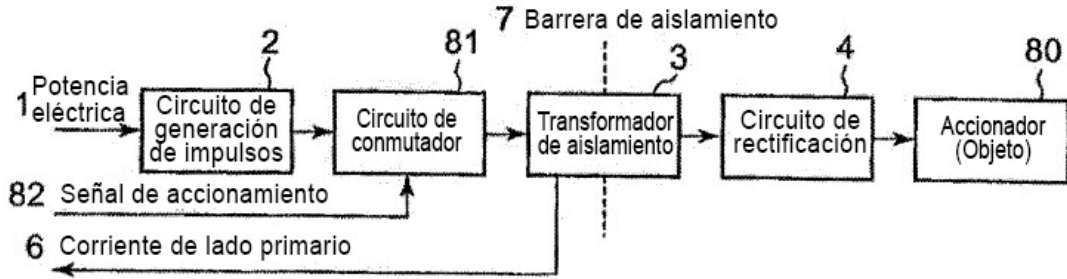 7 Barrera de aislamiento
2
81
3
4
80
1 Potencia
eléctrica
Circuito de
generación
de impulsos
Circuito de
conmutador
Transformador
de aislamiento
Circuito de
rectificación
Accionador
(Objeto)
82 Señal de accionamiento
6 Corriente de lado primario